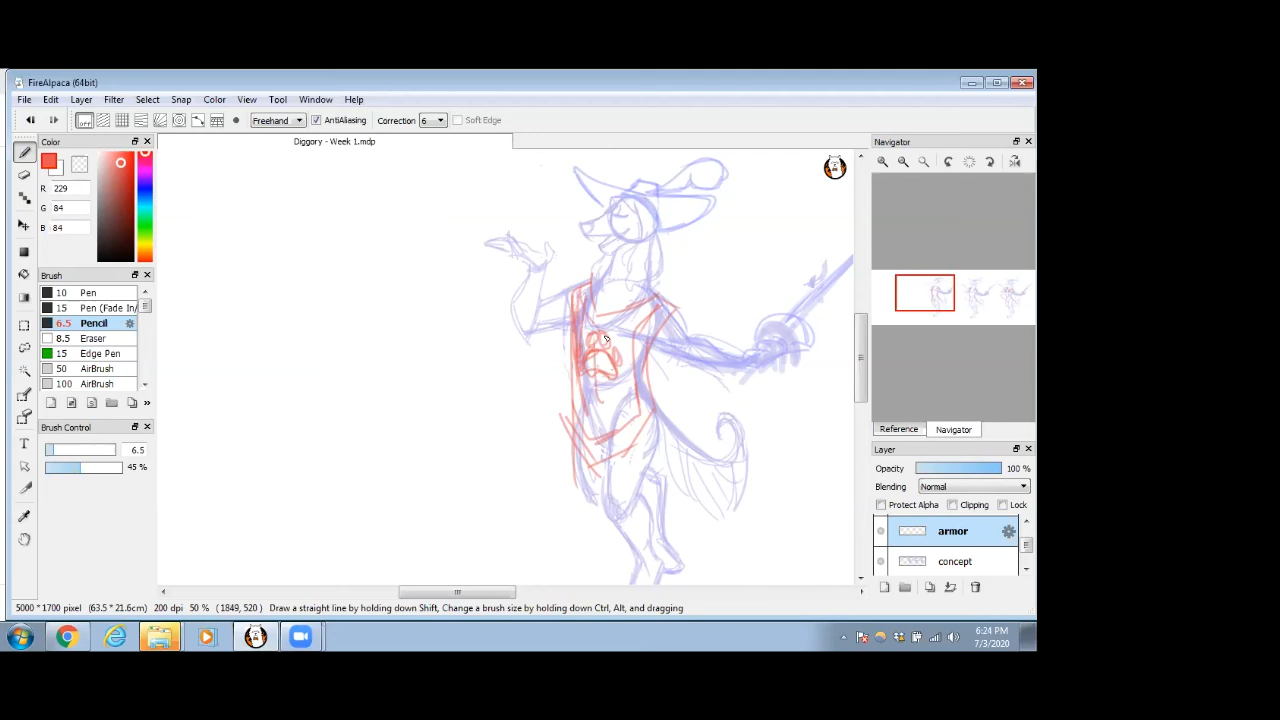 FireAlpaca (64bit)
File Edit Layer Filter Select Snap Color View Tool Window Help
OFF Freehand AntiAliasing Correction 6 Soft Edge
Color
Diggory - Week 1.mdp
Navigator
R 229
G 84
B 84
Brush
10 Pen
15 Pen (Fade In/
6.5 Pencil
8.5 Eraser
15 Edge Pen
50 AirBrush
100 AirBrush
Brush Control
6.5
45 %
Reference Navigator
Layer
Opacity 100 %
Blending Normal
Protect Alpha Clipping Lock
armor
concept
5000 * 1700 pixel (63.5 * 21.6cm) 200 dpi 50 % (1849, 520) Draw a straight line by holding down Shift, Change a brush size by holding down Ctrl, Alt, and dragging
6:24 PM
7/3/2020